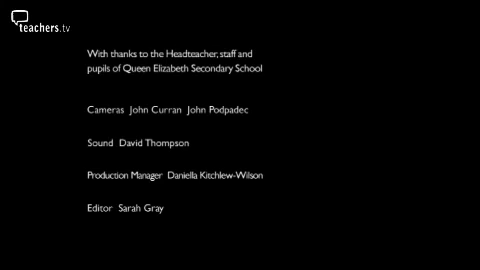 teachers.tv
With thanks to the Headteacher, staff and
pupils of Queen Elizabeth Secondary School
Cameras John Curran John Podpadec
Sound David Thompson
Production Manager Daniella Kitchlew-Wilson
Editor Sarah Gray